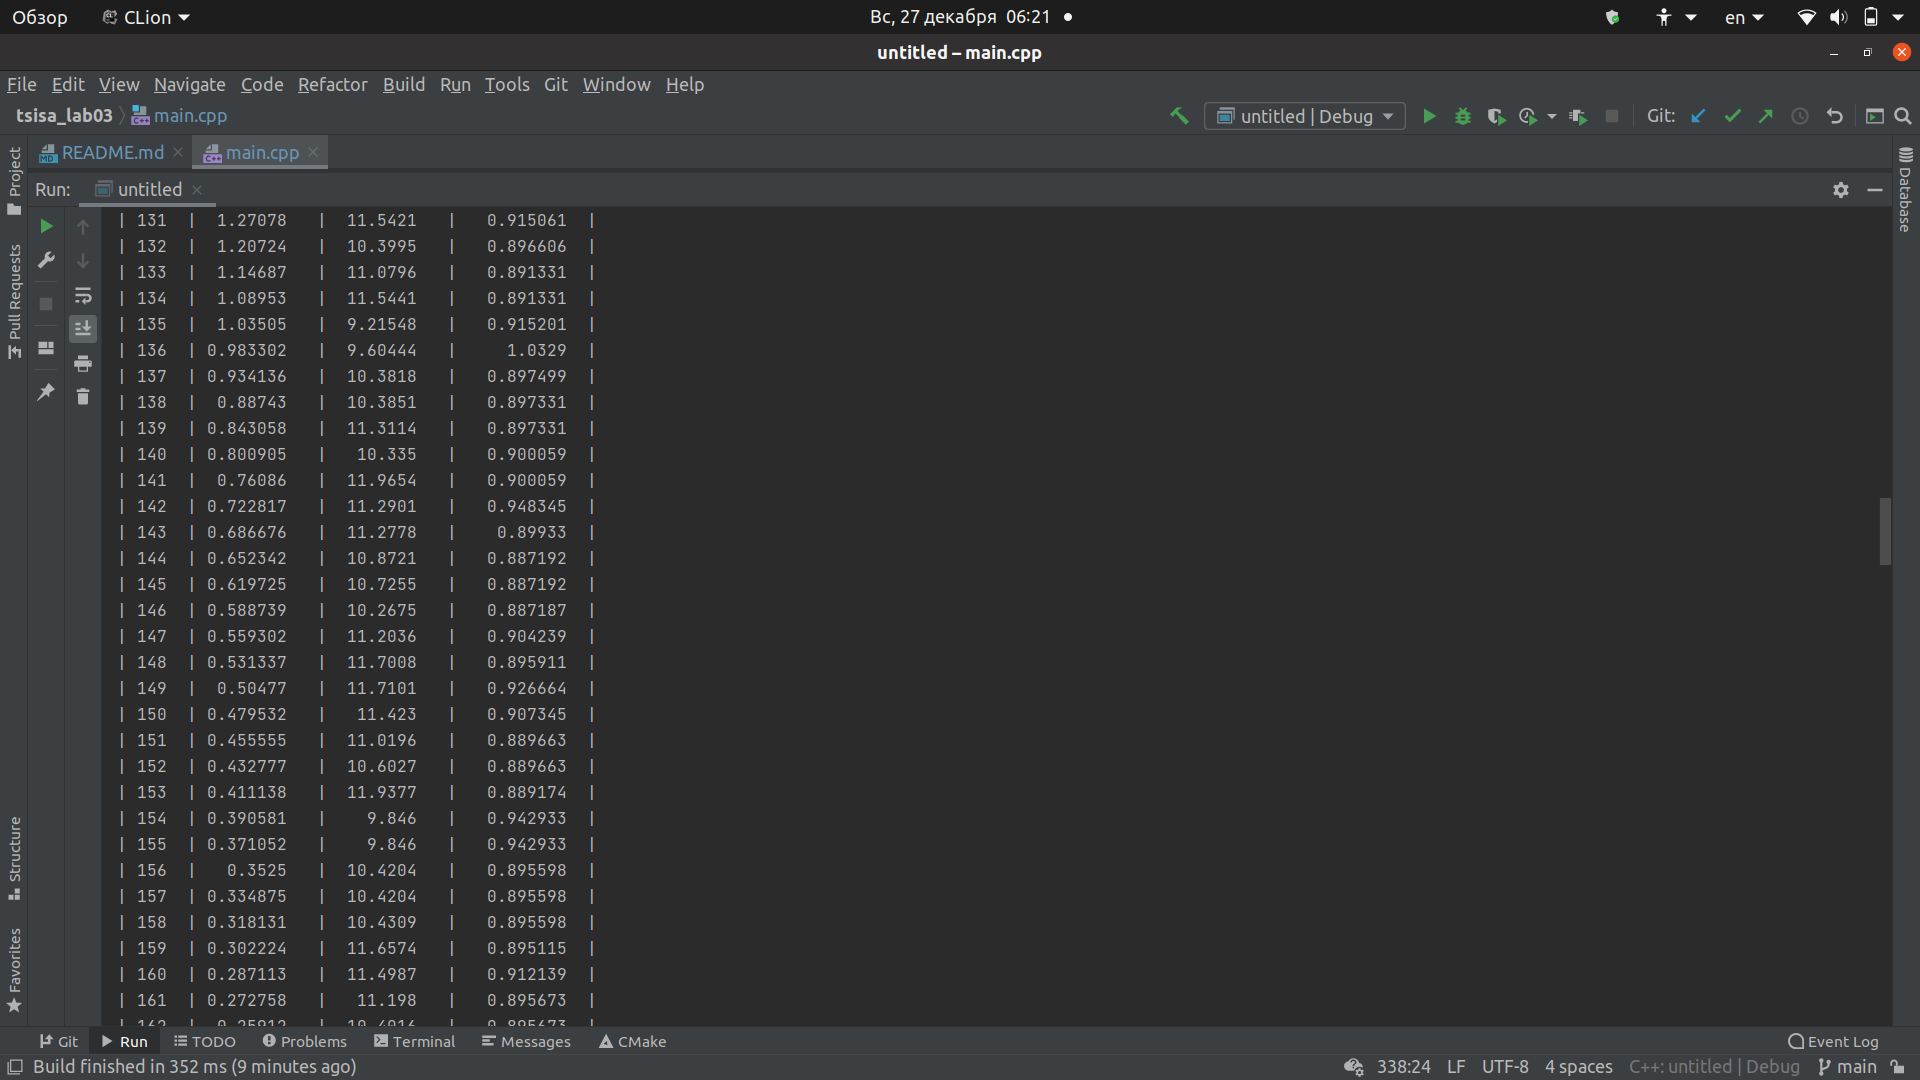 Обзор CLion Вс, 27 декабря 06:21 en
untitled – main.cpp
File Edit View Navigate Code Refactor Build Run Tools Git Window Help
tsisa_lab03 main.cpp untitled | Debug Git:
README.md main.cpp
Run: untitled
Project
Pull Requests
Structure
Favorites
Database
| 131 | 1.27078 | 11.5421 | 0.915061 |
| 132 | 1.20724 | 10.3995 | 0.896606 |
| 133 | 1.14687 | 11.0796 | 0.891331 |
| 134 | 1.08953 | 11.5441 | 0.891331 |
| 135 | 1.03505 | 9.21548 | 0.915201 |
| 136 | 0.983302 | 9.60444 | 1.0329 |
| 137 | 0.934136 | 10.3818 | 0.897499 |
| 138 | 0.88743 | 10.3851 | 0.897331 |
| 139 | 0.843058 | 11.3114 | 0.897331 |
| 140 | 0.800905 | 10.335 | 0.900059 |
| 141 | 0.76086 | 11.9654 | 0.900059 |
| 142 | 0.722817 | 11.2901 | 0.948345 |
| 143 | 0.686676 | 11.2778 | 0.89933 |
| 144 | 0.652342 | 10.8721 | 0.887192 |
| 145 | 0.619725 | 10.7255 | 0.887192 |
| 146 | 0.588739 | 10.2675 | 0.887187 |
| 147 | 0.559302 | 11.2036 | 0.904239 |
| 148 | 0.531337 | 11.7008 | 0.895911 |
| 149 | 0.50477 | 11.7101 | 0.926664 |
| 150 | 0.479532 | 11.423 | 0.907345 |
| 151 | 0.455555 | 11.0196 | 0.889663 |
| 152 | 0.432777 | 10.6027 | 0.889663 |
| 153 | 0.411138 | 11.9377 | 0.889174 |
| 154 | 0.390581 | 9.846 | 0.942933 |
| 155 | 0.371052 | 9.846 | 0.942933 |
| 156 | 0.3525 | 10.4204 | 0.895598 |
| 157 | 0.334875 | 10.4204 | 0.895598 |
| 158 | 0.318131 | 10.4309 | 0.895598 |
| 159 | 0.302224 | 11.6574 | 0.895115 |
| 160 | 0.287113 | 11.4987 | 0.912139 |
| 161 | 0.272758 | 11.198 | 0.895673 |
| 162 | 0.25912 | 10.4016 | 0.895673 |
Git Run TODO Problems Terminal Messages CMake Event Log
Build finished in 352 ms (9 minutes ago) 338:24 LF UTF-8 4 spaces C++: untitled | Debug main